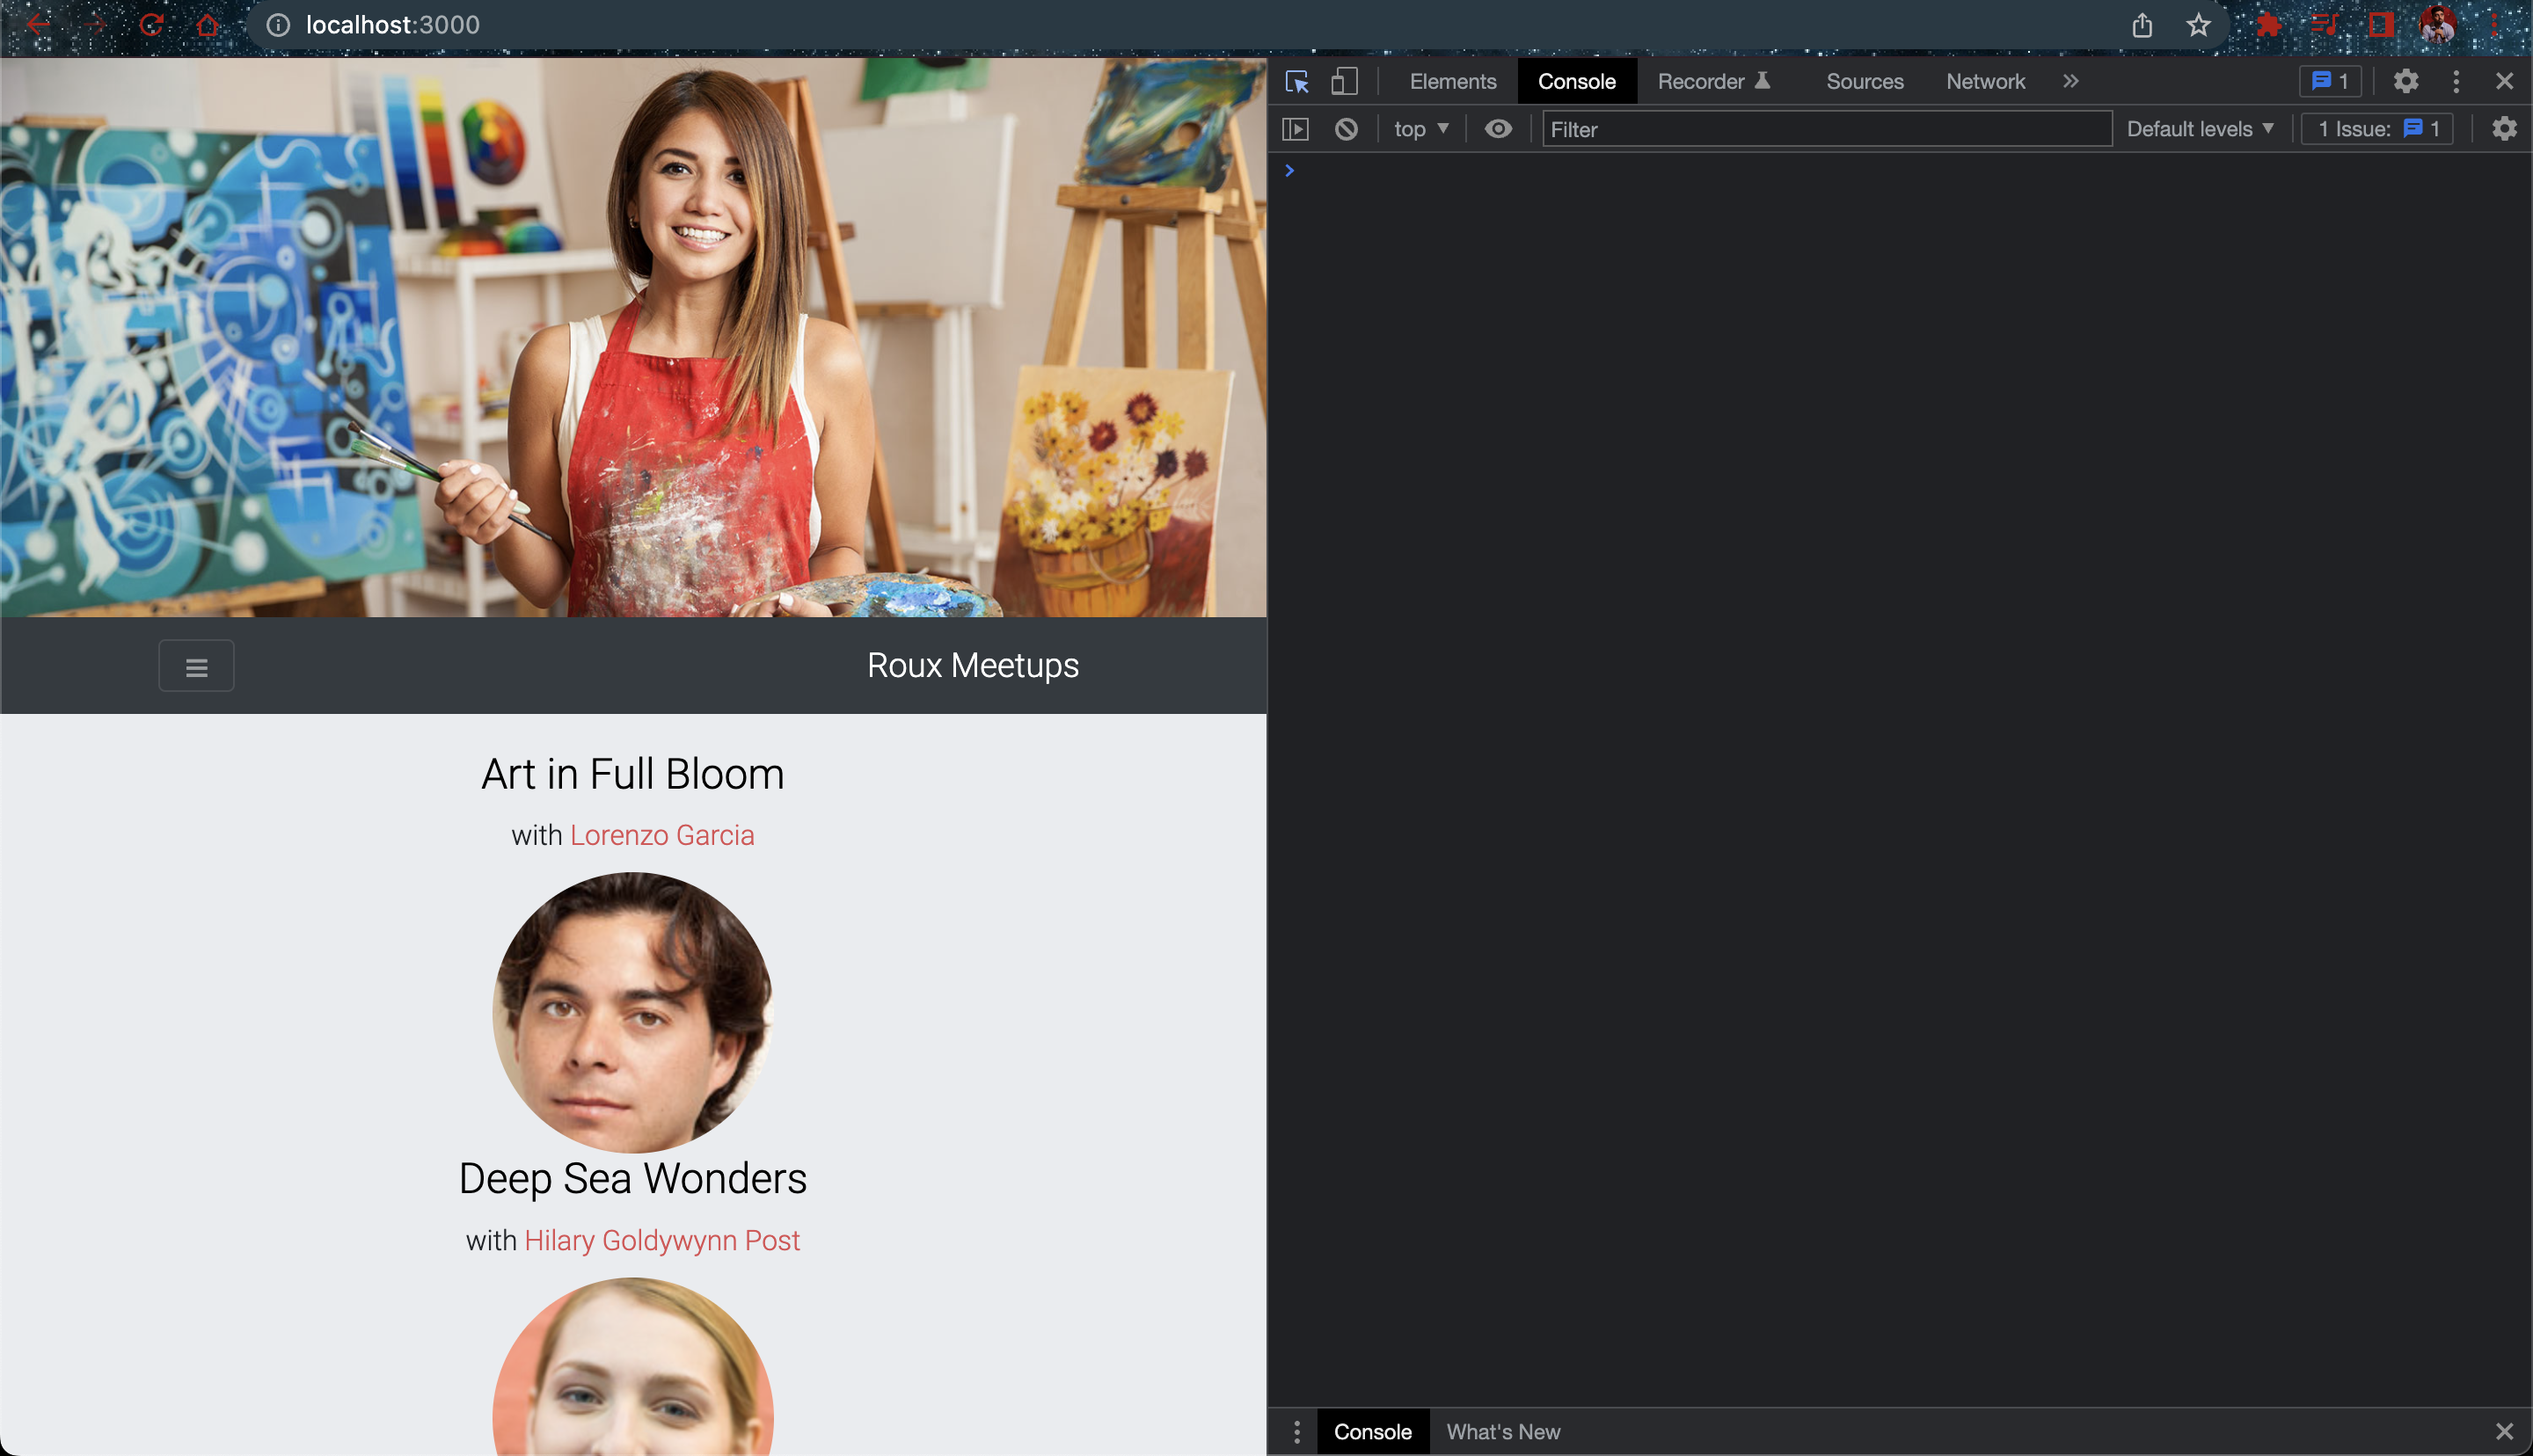 localhost:3000
Elements Console Recorder Sources Network 1
top Filter Default levels 1 Issue: 1
Roux Meetups
Art in Full Bloom
with Lorenzo Garcia
Deep Sea Wonders
with Hilary Goldywynn Post
Console What's New